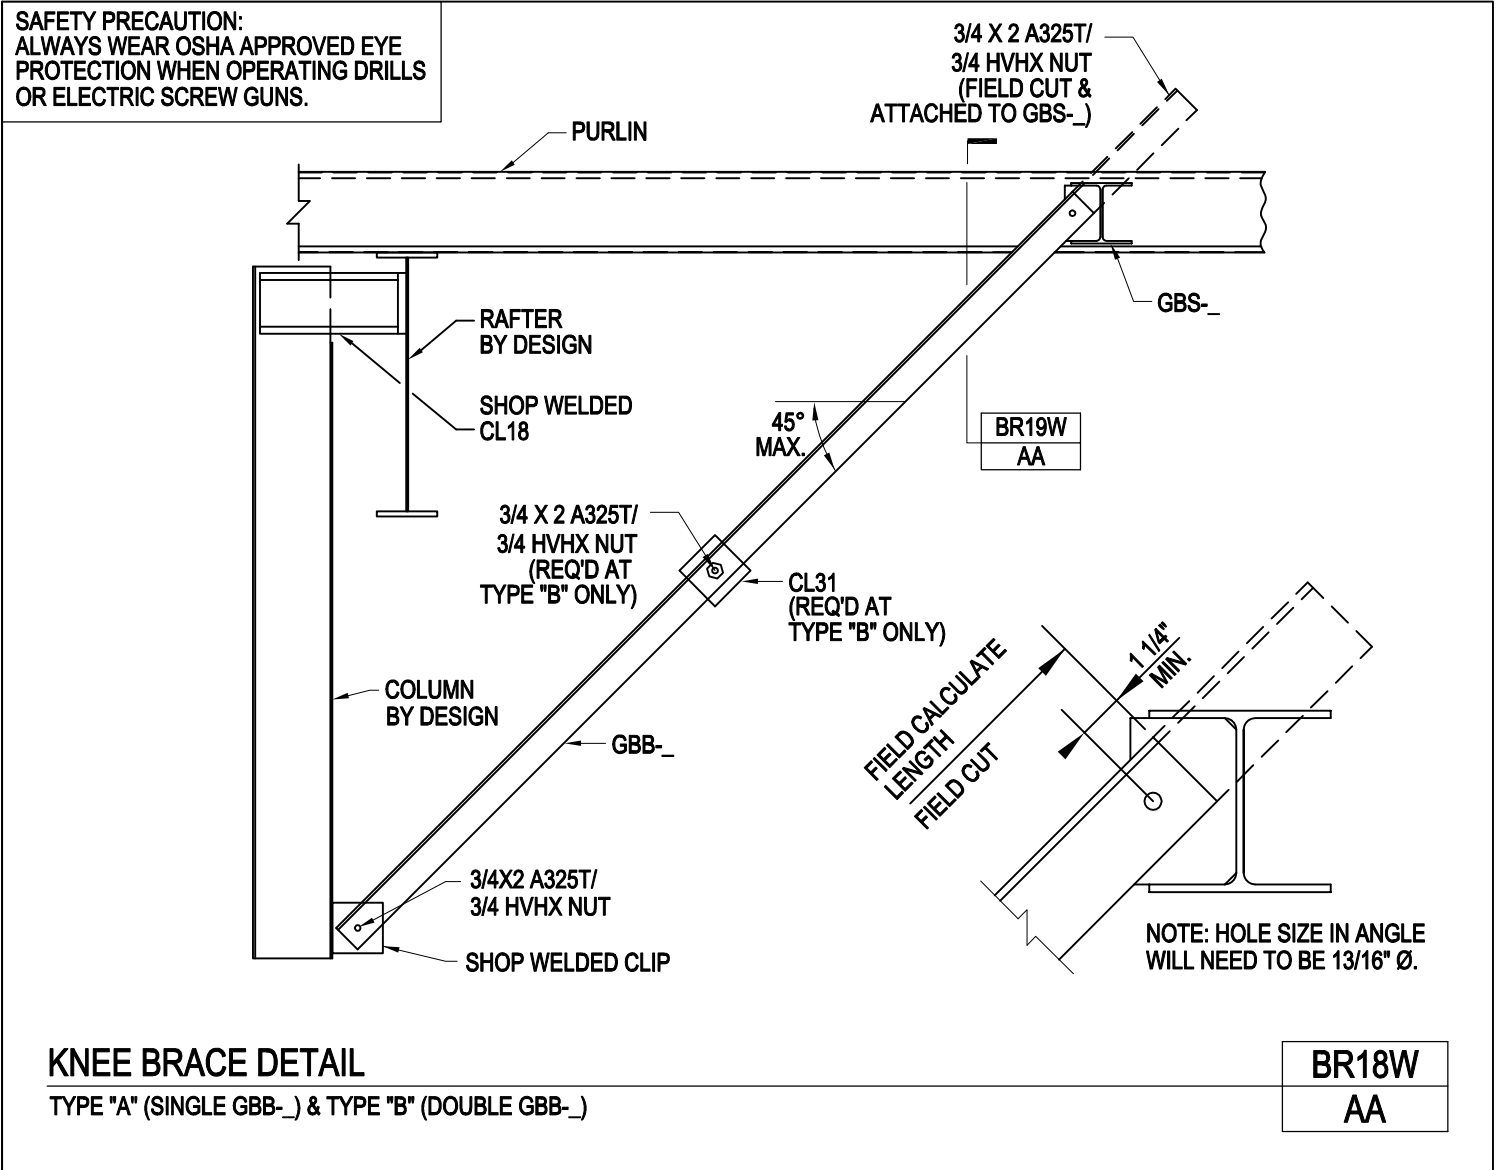 SAFETY PRECAUTION:
ALWAYS WEAR OSHA APPROVED EYE
PROTECTION WHEN OPERATING DRILLS
OR ELECTRIC SCREW GUNS.
3/4 X 2 A325T/
3/4 HVHX NUT
(FIELD CUT &
ATTACHED TO GBS-_)
PURLIN
GBS-_
RAFTER
BY DESIGN
SHOP WELDED
CL18
45°
MAX.
BR19W
AA
3/4 X 2 A325T/
3/4 HVHX NUT
(REQ'D AT
TYPE "B" ONLY)
CL31
(REQ'D AT
TYPE "B" ONLY)
1 1/4"
MIN.
FIELD CALCULATE
LENGTH
FIELD CUT
COLUMN
BY DESIGN
GBB-_
3/4X2 A325T/
3/4 HVHX NUT
SHOP WELDED CLIP
NOTE: HOLE SIZE IN ANGLE
WILL NEED TO BE 13/16" Ø.
KNEE BRACE DETAIL
TYPE "A" (SINGLE GBB-_) & TYPE "B" (DOUBLE GBB-_)
BR18W
AA